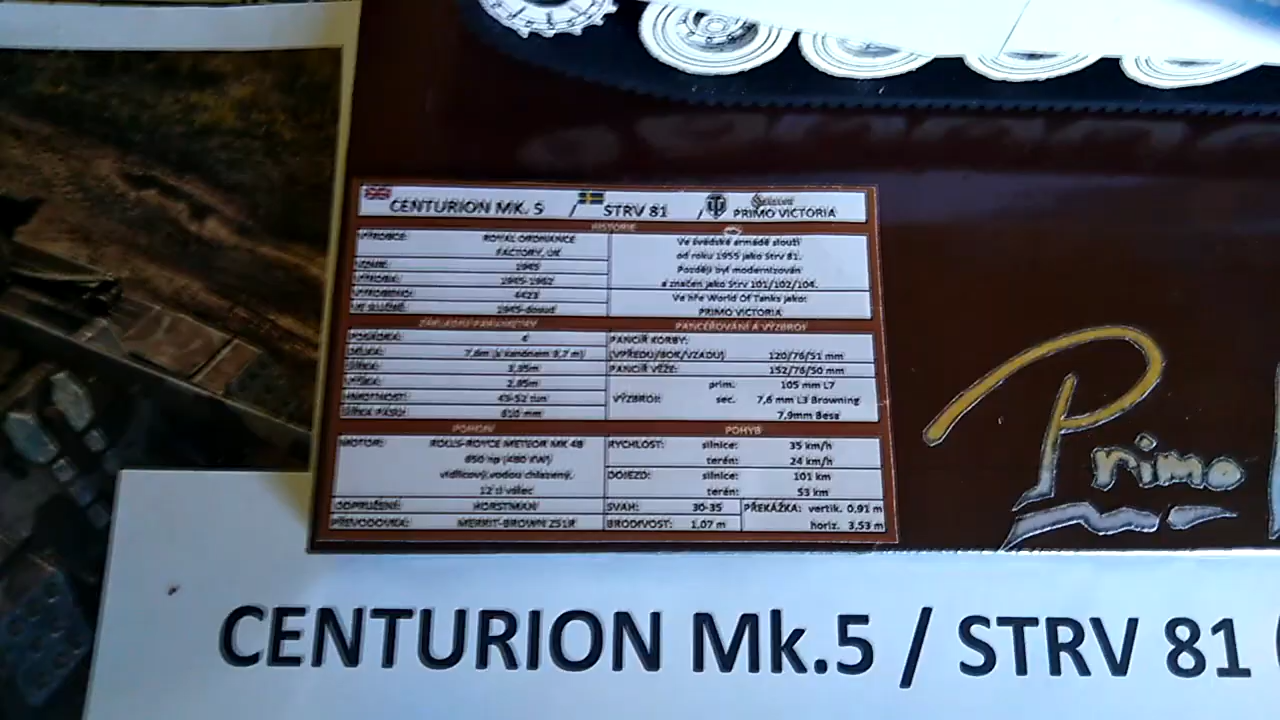 CENTURION MK. 5 / STRV 81 / Sabaton PRIMO VICTORIA
HISTORIE
VÝROBCE: ROYAL ORDNANCE
FACTORY, UK
VZNIK: 1945
VÝROBA: 1945-1962
VYROBENO: 4423
VE SLUŽBĚ: 1945-dosud
Ve švédské armádě slouží
od roku 1955 jako Strv 81.
Později byl modernizován
a značen jako Strv 101/102/104.
Ve hře World Of Tanks jako:
PRIMO VICTORIA
ZÁKLADNÍ PARAMETRY
POSÁDKA: 4
DÉLKA: 7,6m (s kanónem 9,7 m)
ŠÍŘKA: 3,39m
VÝŠKA: 2,95m
HMOTNOST: 49-52 tun
ŠÍŘKA PÁSU: 610 mm
PANCÉŘOVÁNÍ A VÝZBROJ
PANCÍŘ KORBY:
(VPŘEDU/BOK/VZADU) 120/76/51 mm
PANCÍŘ VĚŽE: 152/76/50 mm
prim. 105 mm L7
VÝZBROJ: sec. 7,6 mm L3 Browning
7,9mm Besa
POHON
MOTOR: ROLLS-ROYCE METEOR MK 4B
650 hp (480 KW)
vidlicový,vodou chlazený,
12 ti válec
ODPRUŽENÍ: HORSTMAN
PŘEVODOVKA: MERRIT-BROWN Z51R
POHYB
RYCHLOST: silnice: 35 km/h
terén: 24 km/h
DOJEZD: silnice: 101 km
terén: 53 km
SVAH: 30-35 PŘEKÁŽKA: vertik. 0,91 m
BRODIVOST: 1,07 m horiz. 3,53 m
Primo
CENTURION Mk.5 / STRV 81 (